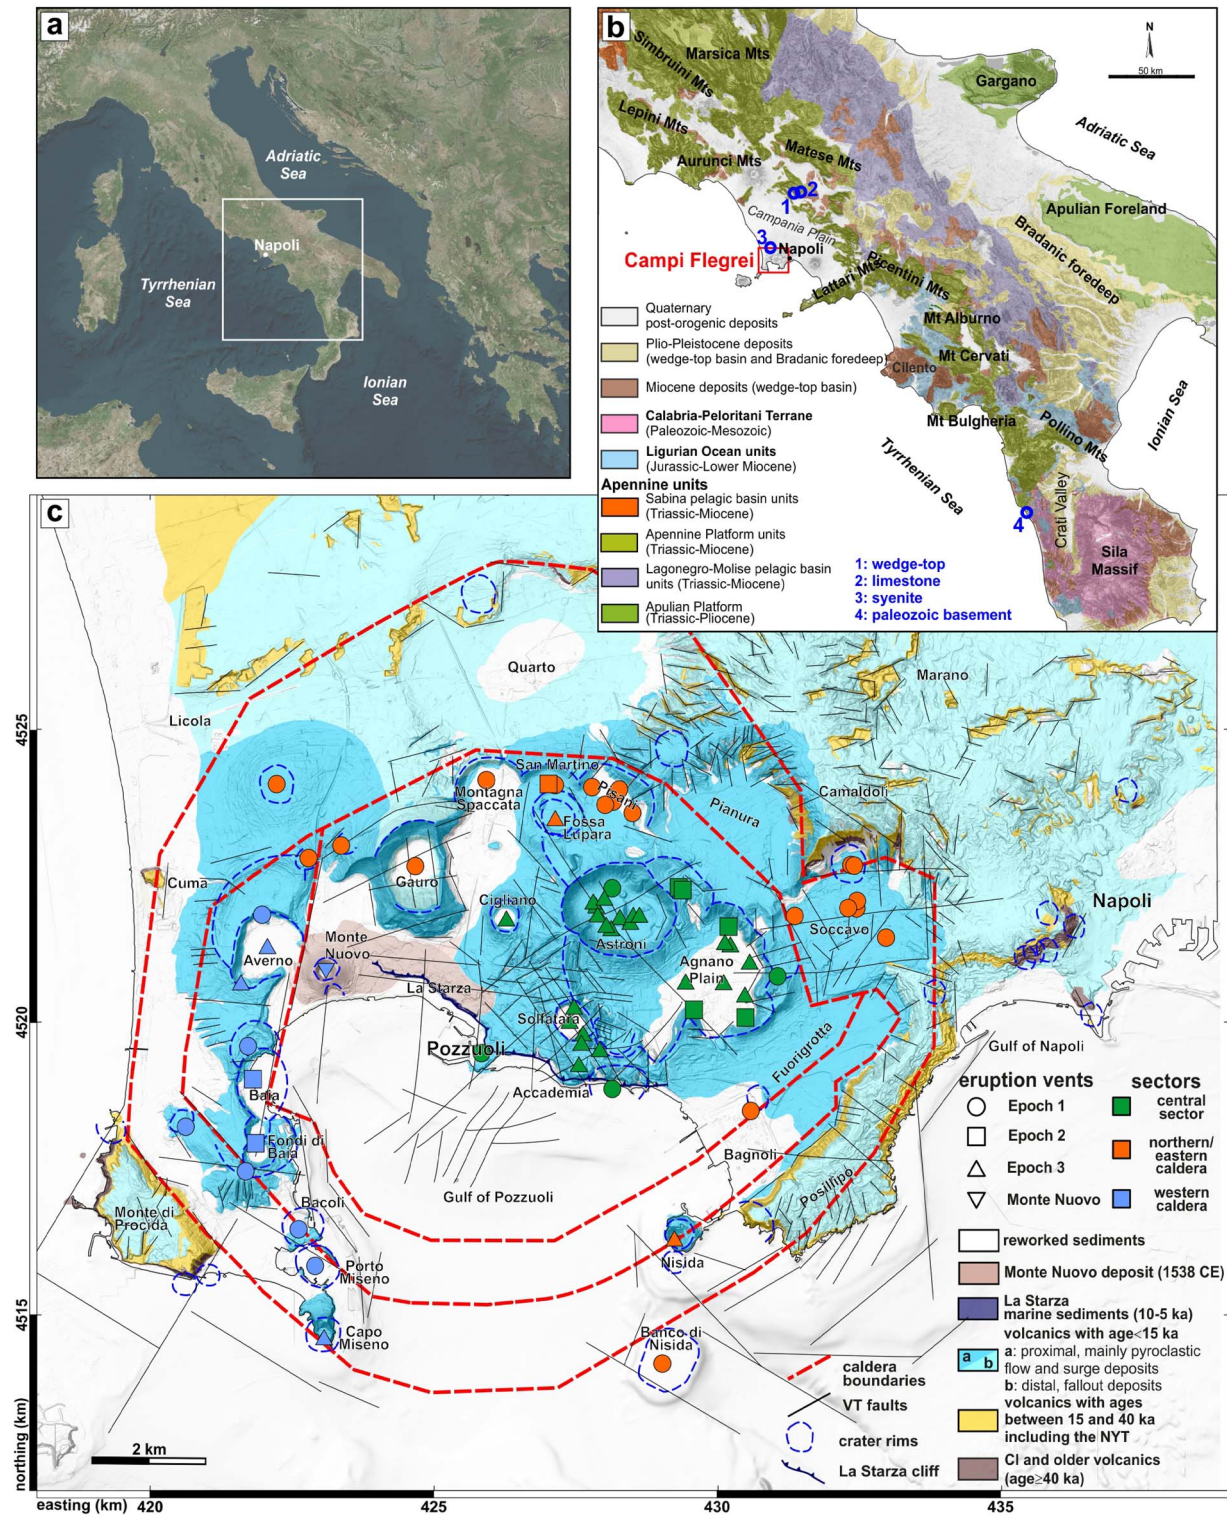 a
Adriatic
Sea
Napoli
Tyrrhenian
Sea
Ionian
Sea
b
N
50 km
Simbruini Mts
Marsica Mts
Gargano
Lepini Mts
Adriatic Sea
Matese Mts
Aurunci Mts
1
2
Apulian Foreland
Campania Plain
3
Napoli
Campi Flegrei
Bradanic foredeep
Lattari Mts
Picentini Mts
Mt Alburno
Mt Cervati
Cilento
Mt Bulgheria
Pollino Mts
Ionian Sea
Tyrrhenian Sea
Crati Valley
4
Sila
Massif
Quaternary
post-orogenic deposits
Plio-Pleistocene deposits
(wedge-top basin and Bradanic foredeep)
Miocene deposits (wedge-top basin)
Calabria-Peloritani Terrane
(Paleozoic-Mesozoic)
Ligurian Ocean units
(Jurassic-Lower Miocene)
Apennine units
Sabina pelagic basin units
(Triassic-Miocene)
Apennine Platform units
(Triassic-Miocene)
Lagonegro-Molise pelagic basin
units (Triassic-Miocene)
Apulian Platform
(Triassic-Pliocene)
1: wedge-top
2: limestone
3: syenite
4: paleozoic basement
c
Quarto
Marano
Licola
San Martino
Montagna
Spaccata
Pisani
Camaldoli
Pianura
Fossa
Lupara
Cuma
Gauro
Cigliano
Napoli
Astroni
Soccavo
Monte
Nuovo
Averno
Agnano
Plain
La Starza
Solfatara
Pozzuoli
Fuorigrotta
Gulf of Napoli
Accademia
Baia
Fondi di
Baia
Bagnoli
Posillipo
Gulf of Pozzuoli
Bacoli
Monte di
Procida
Porto
Miseno
Nisida
Capo
Miseno
Banco di
Nisida
eruption vents
Epoch 1
Epoch 2
Epoch 3
Monte Nuovo
sectors
central
sector
northern/
eastern
caldera
western
caldera
reworked sediments
Monte Nuovo deposit (1538 CE)
La Starza
marine sediments (10-5 ka)
volcanics with age<15 ka
a b
a: proximal, mainly pyroclastic
flow and surge deposits
b: distal, fallout deposits
volcanics with ages
between 15 and 40 ka
including the NYT
CI and older volcanics
(age≥40 ka)
caldera
boundaries
VT faults
crater rims
La Starza cliff
2 km
4525
4520
4515
northing (km)
easting (km)
420
425
430
435